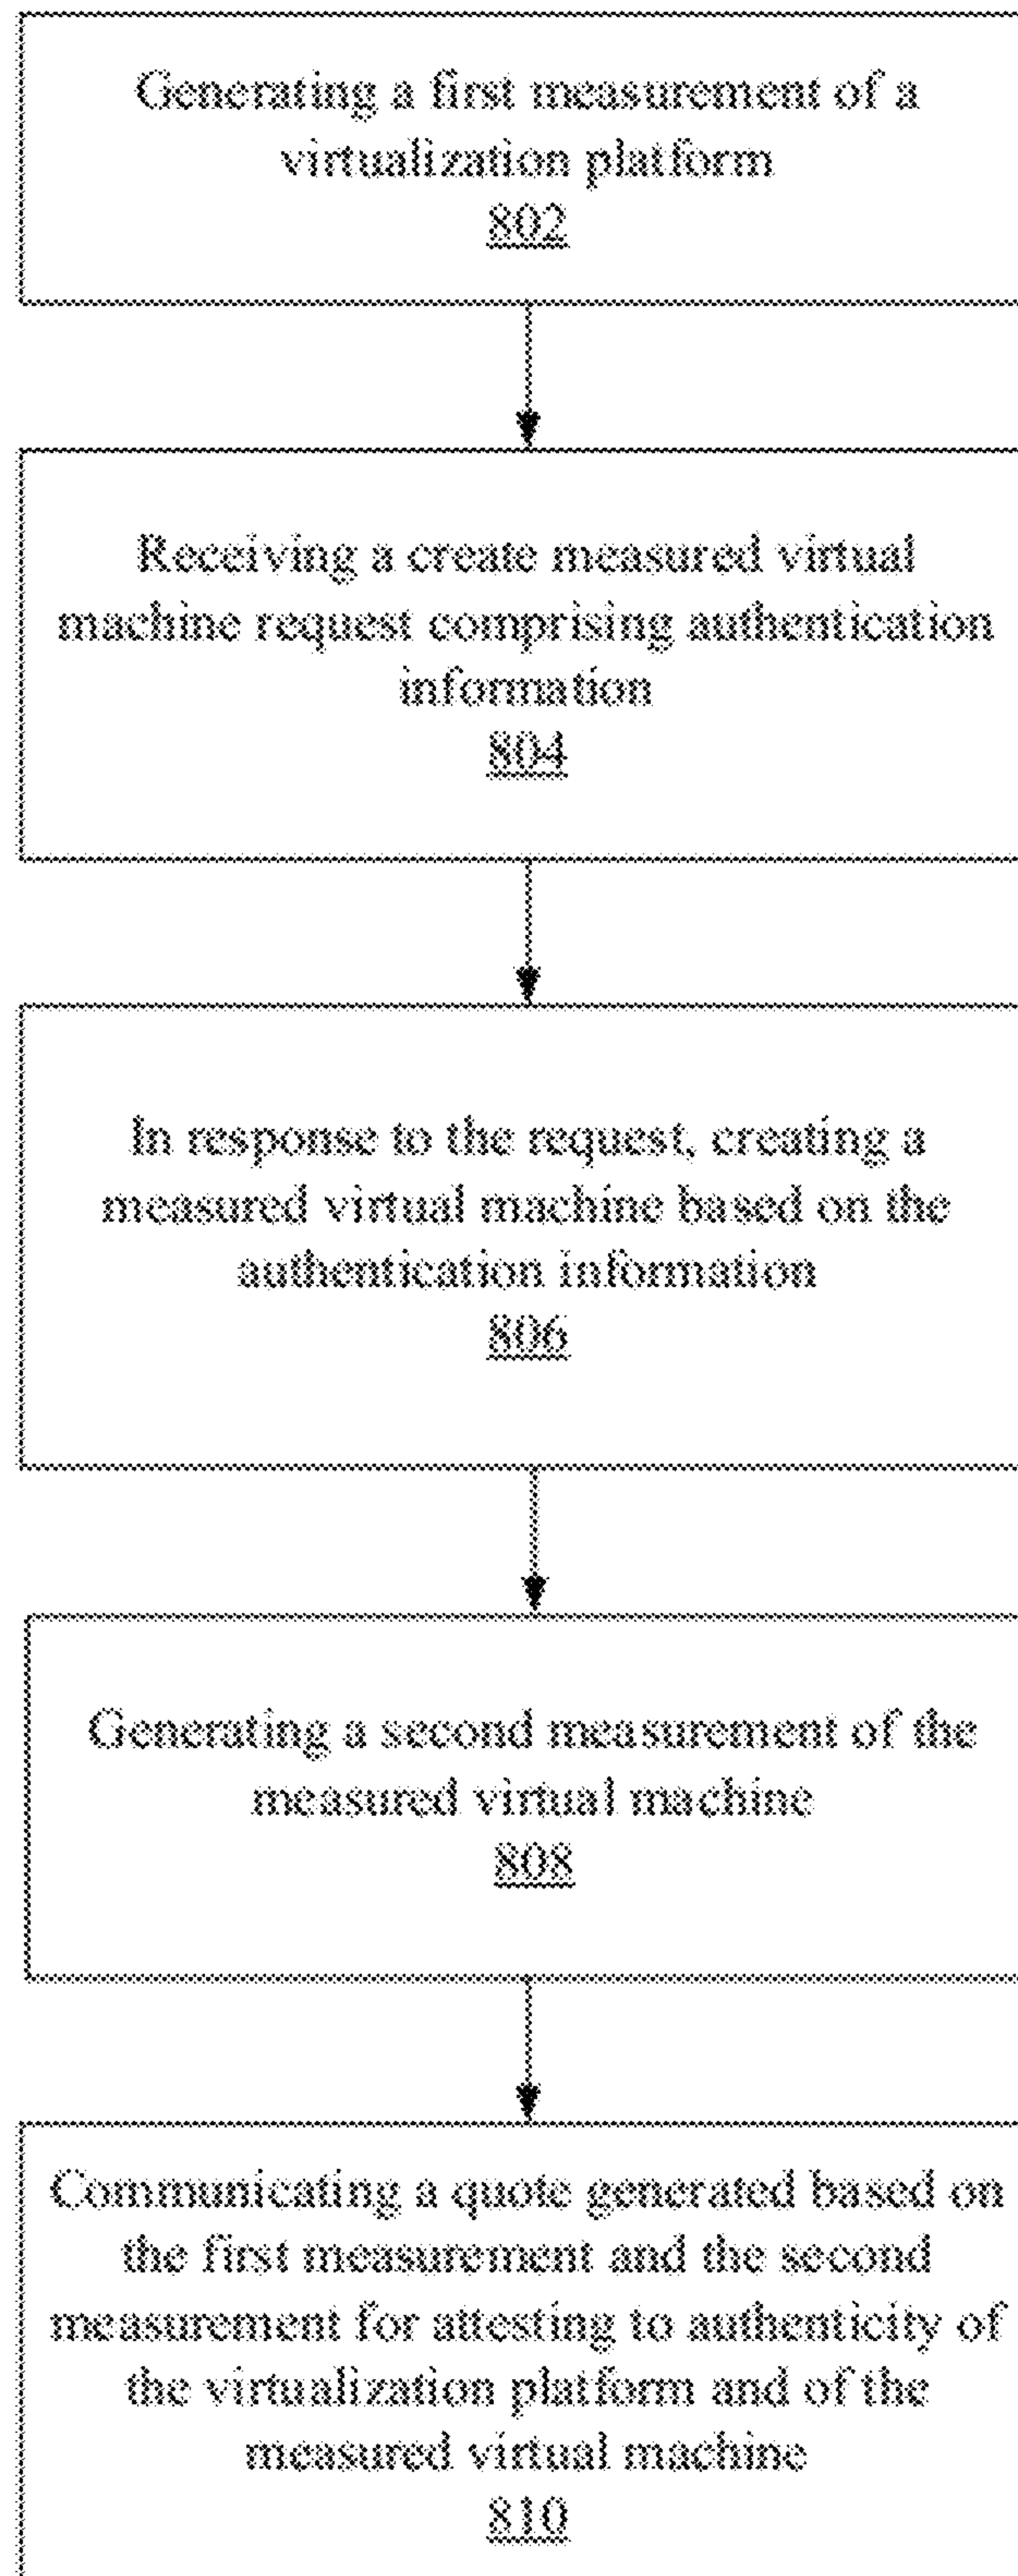 Generating a first measurement of a
virtualization platform
802
Receiving a create measured virtual
machine request comprising authentication
information
804
In response to the request, creating a
measured virtual machine based on the
authentication information
806
Generating a second measurement of the
measured virtual machine
808
Communicating a quote generated based on
the first measurement and the second
measurement for attesting to authenticity of
the virtualization platform and of the
measured virtual machine
810